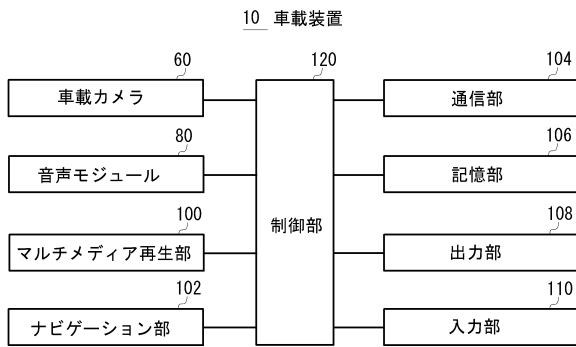 10 車載装置
60
車載カメラ
80
音声モジュール
100
マルチメディア再生部
102
ナビゲーション部
120
制御部
104
通信部
106
記憶部
108
出力部
110
入力部